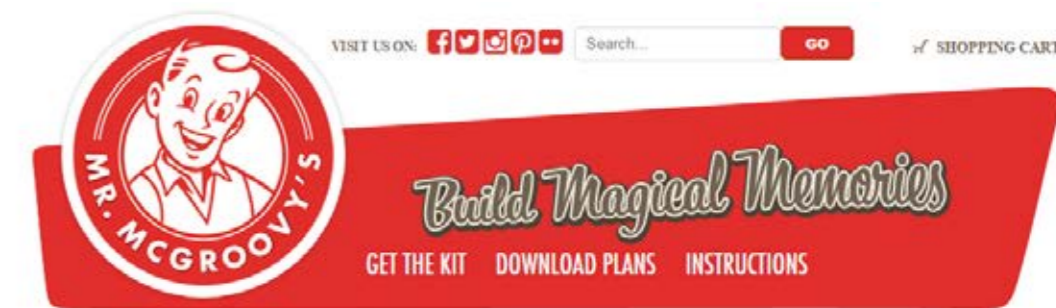 VISIT US ON: Search... GO SHOPPING CART
MR. MCGROOVY'S
Build Magical Memories
GET THE KIT DOWNLOAD PLANS INSTRUCTIONS